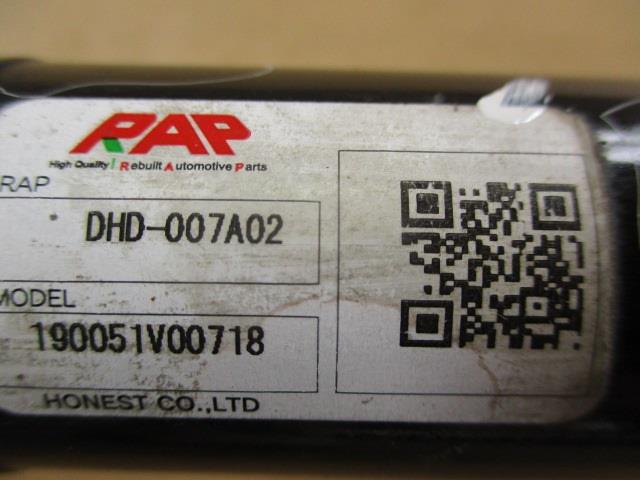 RAP
High Quality! Rebuilt Automotive Parts
RAP
DHD-007A02
MODEL
190051V00718
HONEST CO.,LTD